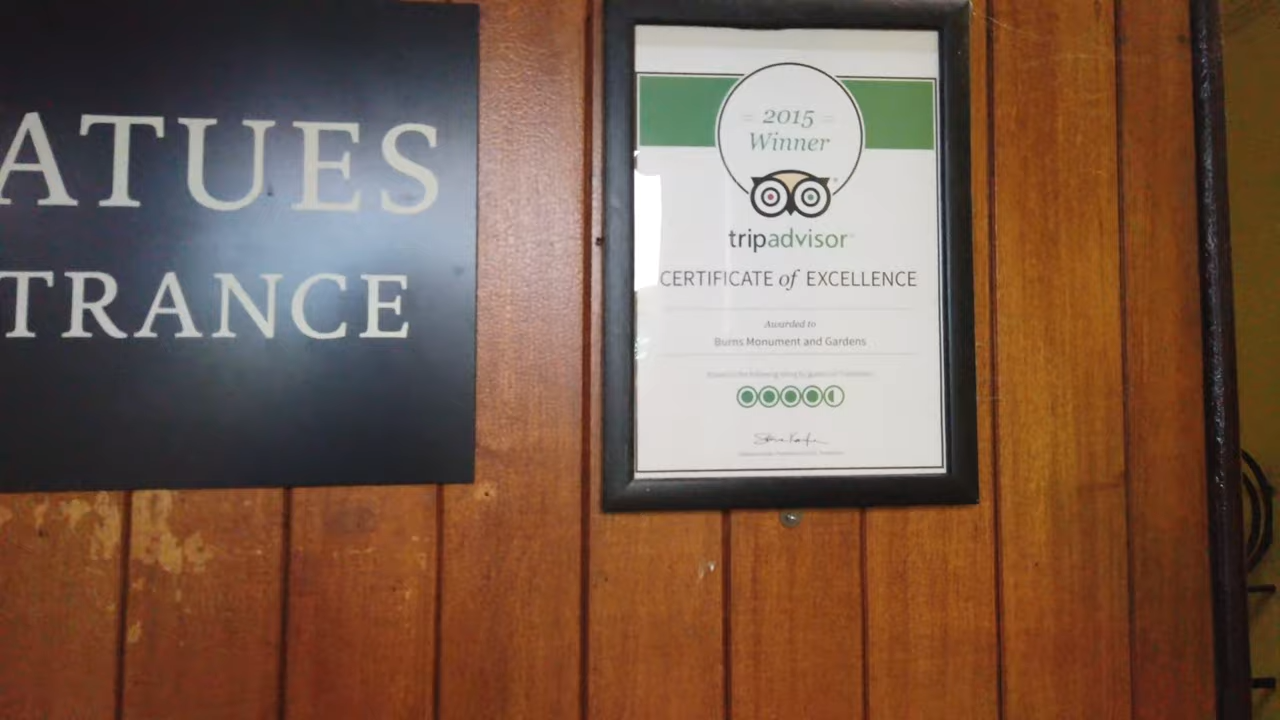 ATUES
TRANCE
2015
Winner
tripadvisor
CERTIFICATE of EXCELLENCE
Awarded to
Burns Monument and Gardens